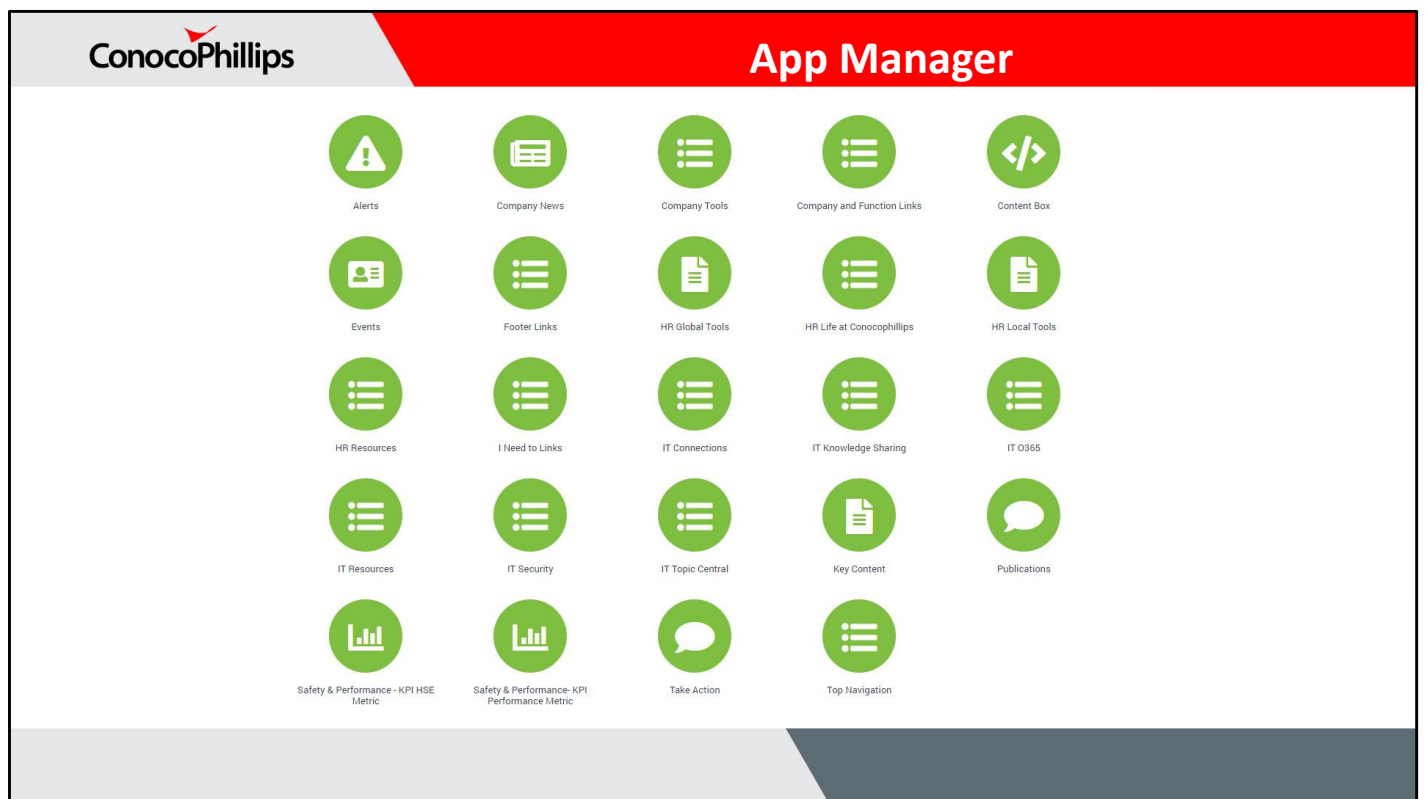 ConocoPhillips
App Manager
Alerts
Company News
Company Tools
Company and Function Links
Content Box
Events
Footer Links
HR Global Tools
HR Life at Conocophillips
HR Local Tools
HR Resources
I Need to Links
IT Connections
IT Knowledge Sharing
IT O365
IT Resources
IT Security
IT Topic Central
Key Content
Publications
Safety & Performance - KPI HSE
Metric
Safety & Performance- KPI
Performance Metric
Take Action
Top Navigation